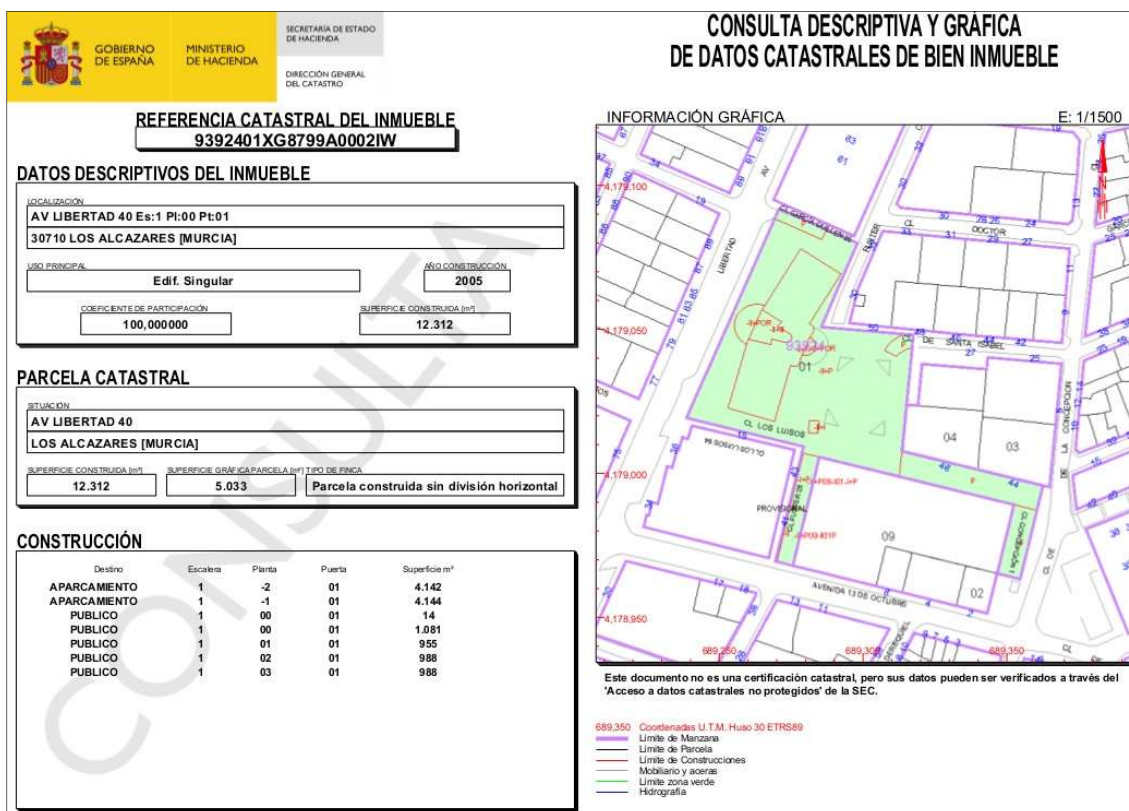 GOBIERNO
DE ESPAÑA
MINISTERIO
DE HACIENDA
SECRETARÍA DE ESTADO
DE HACIENDA
DIRECCIÓN GENERAL
DEL CATASTRO
CONSULTA DESCRIPTIVA Y GRÁFICA
DE DATOS CATASTRALES DE BIEN INMUEBLE
REFERENCIA CATASTRAL DEL INMUEBLE
9392401XG8799A0002IW
DATOS DESCRIPTIVOS DEL INMUEBLE
LOCALIZACIÓN
AV LIBERTAD 40 Es:1 Pl:00 Pt:01
30710 LOS ALCAZARES [MURCIA]
USO PRINCIPAL
AÑO CONSTRUCCIÓN
Edif. Singular
2005
COEFICIENTE DE PARTICIPACIÓN
SUPERFICIE CONSTRUIDA [m²]
100,000000
12.312
PARCELA CATASTRAL
SITUACIÓN
AV LIBERTAD 40
LOS ALCAZARES [MURCIA]
SUPERFICIE CONSTRUIDA [m²] SUPERFICIE GRÁFICA PARCELA [m²] TIPO DE FINCA
12.312 5.033 Parcela construida sin división horizontal
CONSTRUCCIÓN
Destino Escalera Planta Puerta Superficie m²
APARCAMIENTO 1 -2 01 4.142
APARCAMIENTO 1 -1 01 4.144
PUBLICO 1 00 01 14
PUBLICO 1 00 01 1.081
PUBLICO 1 01 01 955
PUBLICO 1 02 01 988
PUBLICO 1 03 01 988
CONSULTA
INFORMACIÓN GRÁFICA E: 1/1500
4,179,100
4,179,050
4,179,000
4,178,950
689,250
689,300
689,350
AV
LIBERTAD
CL GARCIA GUILLEN
FUSTER
CL
DOCTOR
CL DE SANTA ISABEL
CL LOS LUISOS
PROVISIONAL
AVENIDA 13 DE OCTUBRE
DE LA CONCEPCION
CL DE
01
04
03
09
02
Este documento no es una certificación catastral, pero sus datos pueden ser verificados a través del
'Acceso a datos catastrales no protegidos' de la SEC.
689,350 Coordenadas U.T.M. Huso 30 ETRS89
Límite de Manzana
Límite de Parcela
Límite de Construcciones
Mobiliario y aceras
Límite zona verde
Hidrografía